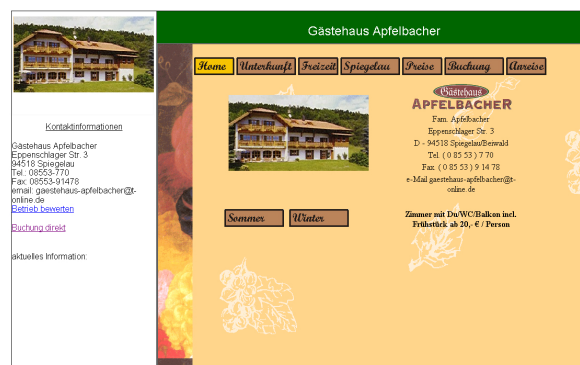 Gästehaus Apfelbacher
Home Unterkunft Freizeit Spiegelau Preise Buchung Anreise
Kontaktinformationen
Gästehaus Apfelbacher
Eppenschlager Str. 3
94518 Spiegelau
Tel.: 08553-770
Fax: 08553-91478
email: gaestehaus-apfelbacher@t-
online.de
Betrieb bewerten
Buchung direkt
aktuelles Information:
Gästehaus
APFELBACHER
Fam. Apfelbacher
Eppenschlager Str. 3
D - 94518 Spiegelau/Beiwald
Tel. ( 0 85 53 ) 7 70
Fax ( 0 85 53 ) 9 14 78
e-Mail gaestehaus-apfelbacher@t-
online.de
Sommer Winter
Zimmer mit Du/WC/Balkon incl.
Frühstück ab 20,- € / Person